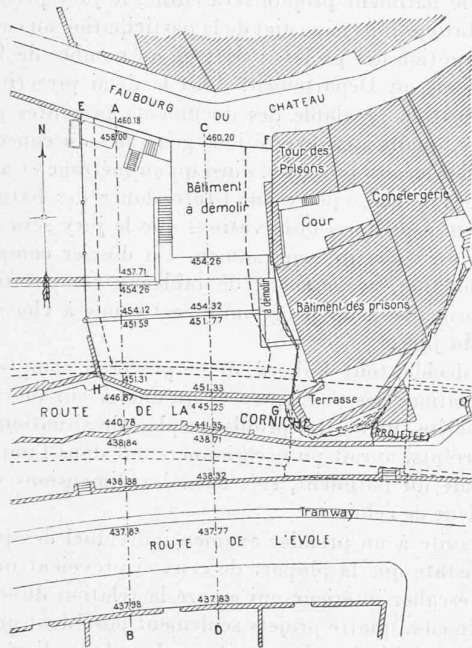 FAUBOURG DU CHATEAU
E A C F
460.18
458.00
460.20
N
Tour des Prisons
Bâtiment à démolir
Conciergerie
Cour
454.26
457.71
454.26
à démolir
Bâtiment des prisons
454.12 454.32
451.59 451.77
451.31 451.33
H 446.87
Terrasse
ROUTE DE LA CORNICHE
445.25 G
440.78 441.35
438.84 438.71
438.38 438.32
Tramway
437.83 437.77
ROUTE DE L'EVOLE
437.98 437.83
B D